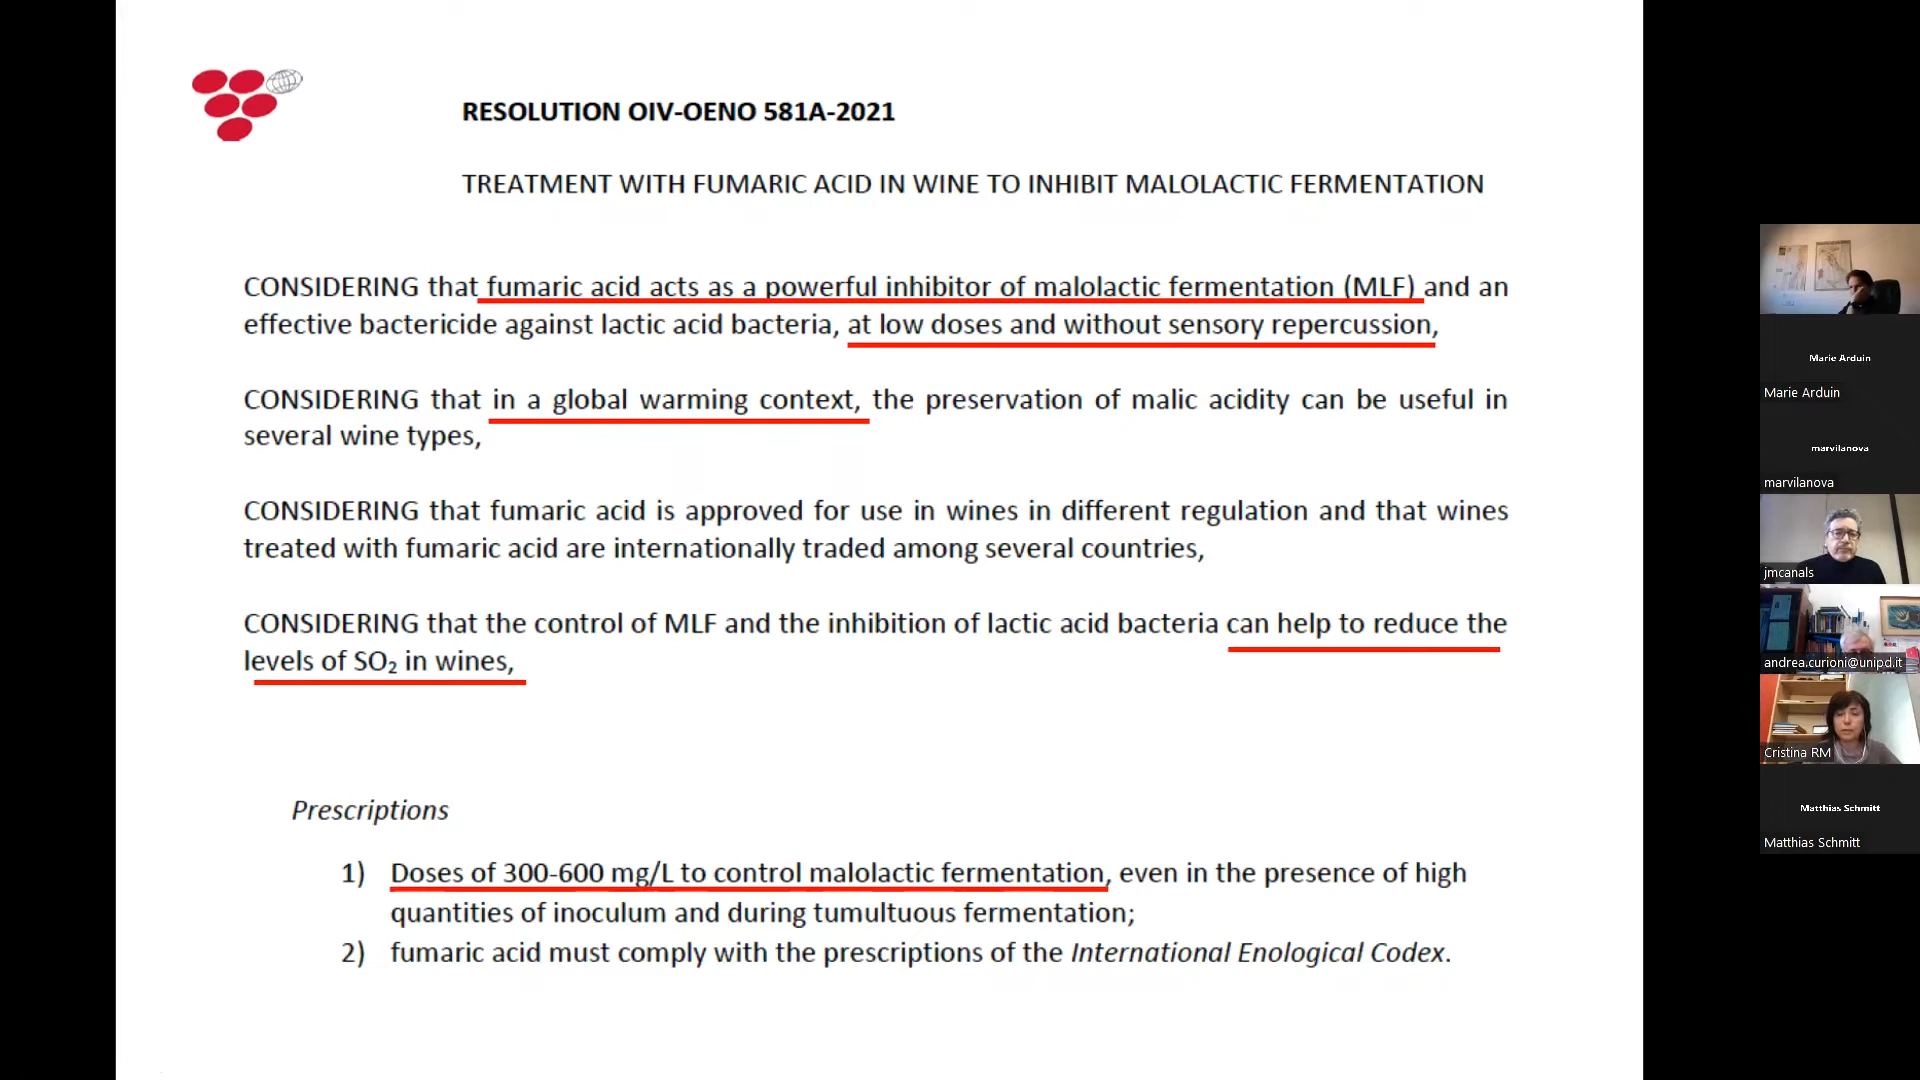 RESOLUTION OIV-OENO 581A-2021
TREATMENT WITH FUMARIC ACID IN WINE TO INHIBIT MALOLACTIC FERMENTATION
CONSIDERING that fumaric acid acts as a powerful inhibitor of malolactic fermentation (MLF) and an
effective bactericide against lactic acid bacteria, at low doses and without sensory repercussion,
CONSIDERING that in a global warming context, the preservation of malic acidity can be useful in
several wine types,
CONSIDERING that fumaric acid is approved for use in wines in different regulation and that wines
treated with fumaric acid are internationally traded among several countries,
CONSIDERING that the control of MLF and the inhibition of lactic acid bacteria can help to reduce the
levels of SO₂ in wines,
Prescriptions
1) Doses of 300-600 mg/L to control malolactic fermentation, even in the presence of high
quantities of inoculum and during tumultuous fermentation;
2) fumaric acid must comply with the prescriptions of the International Enological Codex.
Marie Arduin
Marie Arduin
marvilanova
marvilanova
jmcanals
andrea.curioni@unipd.it
Cristina RM
Matthias Schmitt
Matthias Schmitt